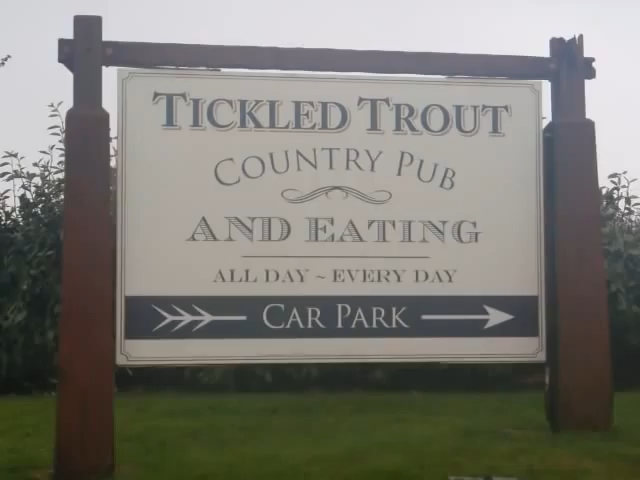 TICKLED TROUT
COUNTRY PUB
AND EATING
ALL DAY ~ EVERY DAY
CAR PARK